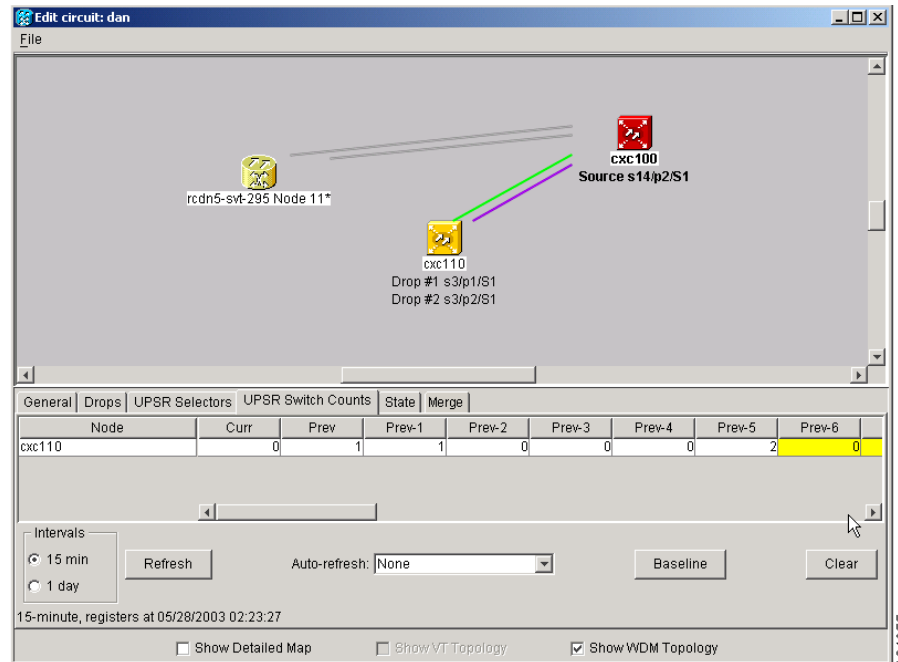 Edit circuit: dan
File
cxc100
Source s14/p2/S1
rcdn5-svt-295 Node 11*
cxc110
Drop #1 s3/p1/S1
Drop #2 s3/p2/S1
General Drops UPSR Selectors UPSR Switch Counts State Merge
Node Curr Prev Prev-1 Prev-2 Prev-3 Prev-4 Prev-5 Prev-6
cxc110 0 1 1 0 0 0 2 0
Intervals
15 min Refresh Auto-refresh: None Baseline Clear
1 day
15-minute, registers at 05/28/2003 02:23:27
Show Detailed Map Show VT Topology Show WDM Topology